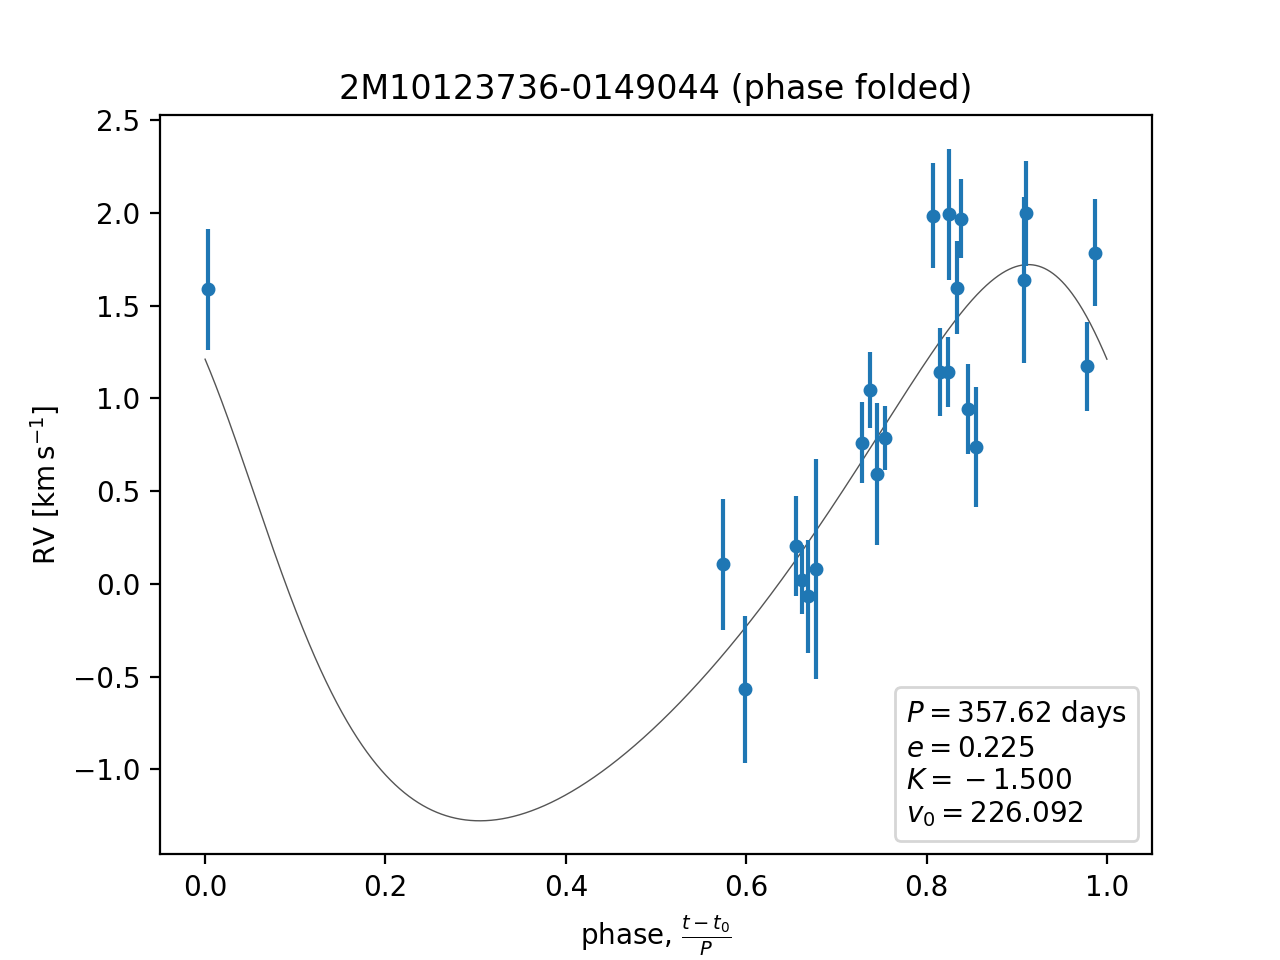 2M10123736-0149044 (phase folded)
2.5
2.0
1.5
1.0
0.5
0.0
−0.5
−1.0
RV [km s⁻¹]
P = 357.62 days
e = 0.225
K = −1.500
v₀ = 226.092
0.0 0.2 0.4 0.6 0.8 1.0
phase, (t − t₀)/P